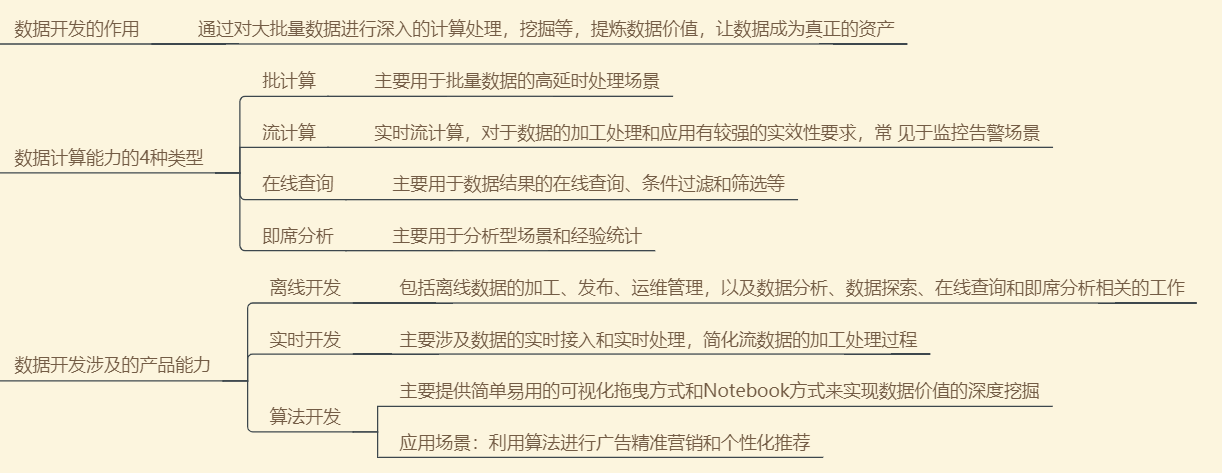 数据开发的作用
通过对大批量数据进行深入的计算处理，挖掘等，提炼数据价值，让数据成为真正的资产
数据计算能力的4种类型
批计算
主要用于批量数据的高延时处理场景
流计算
实时流计算，对于数据的加工处理和应用有较强的实效性要求，常 见于监控告警场景
在线查询
主要用于数据结果的在线查询、条件过滤和筛选等
即席分析
主要用于分析型场景和经验统计
数据开发涉及的产品能力
离线开发
包括离线数据的加工、发布、运维管理，以及数据分析、数据探索、在线查询和即席分析相关的工作
实时开发
主要涉及数据的实时接入和实时处理，简化流数据的加工处理过程
算法开发
主要提供简单易用的可视化拖曳方式和Notebook方式来实现数据价值的深度挖掘
应用场景：利用算法进行广告精准营销和个性化推荐